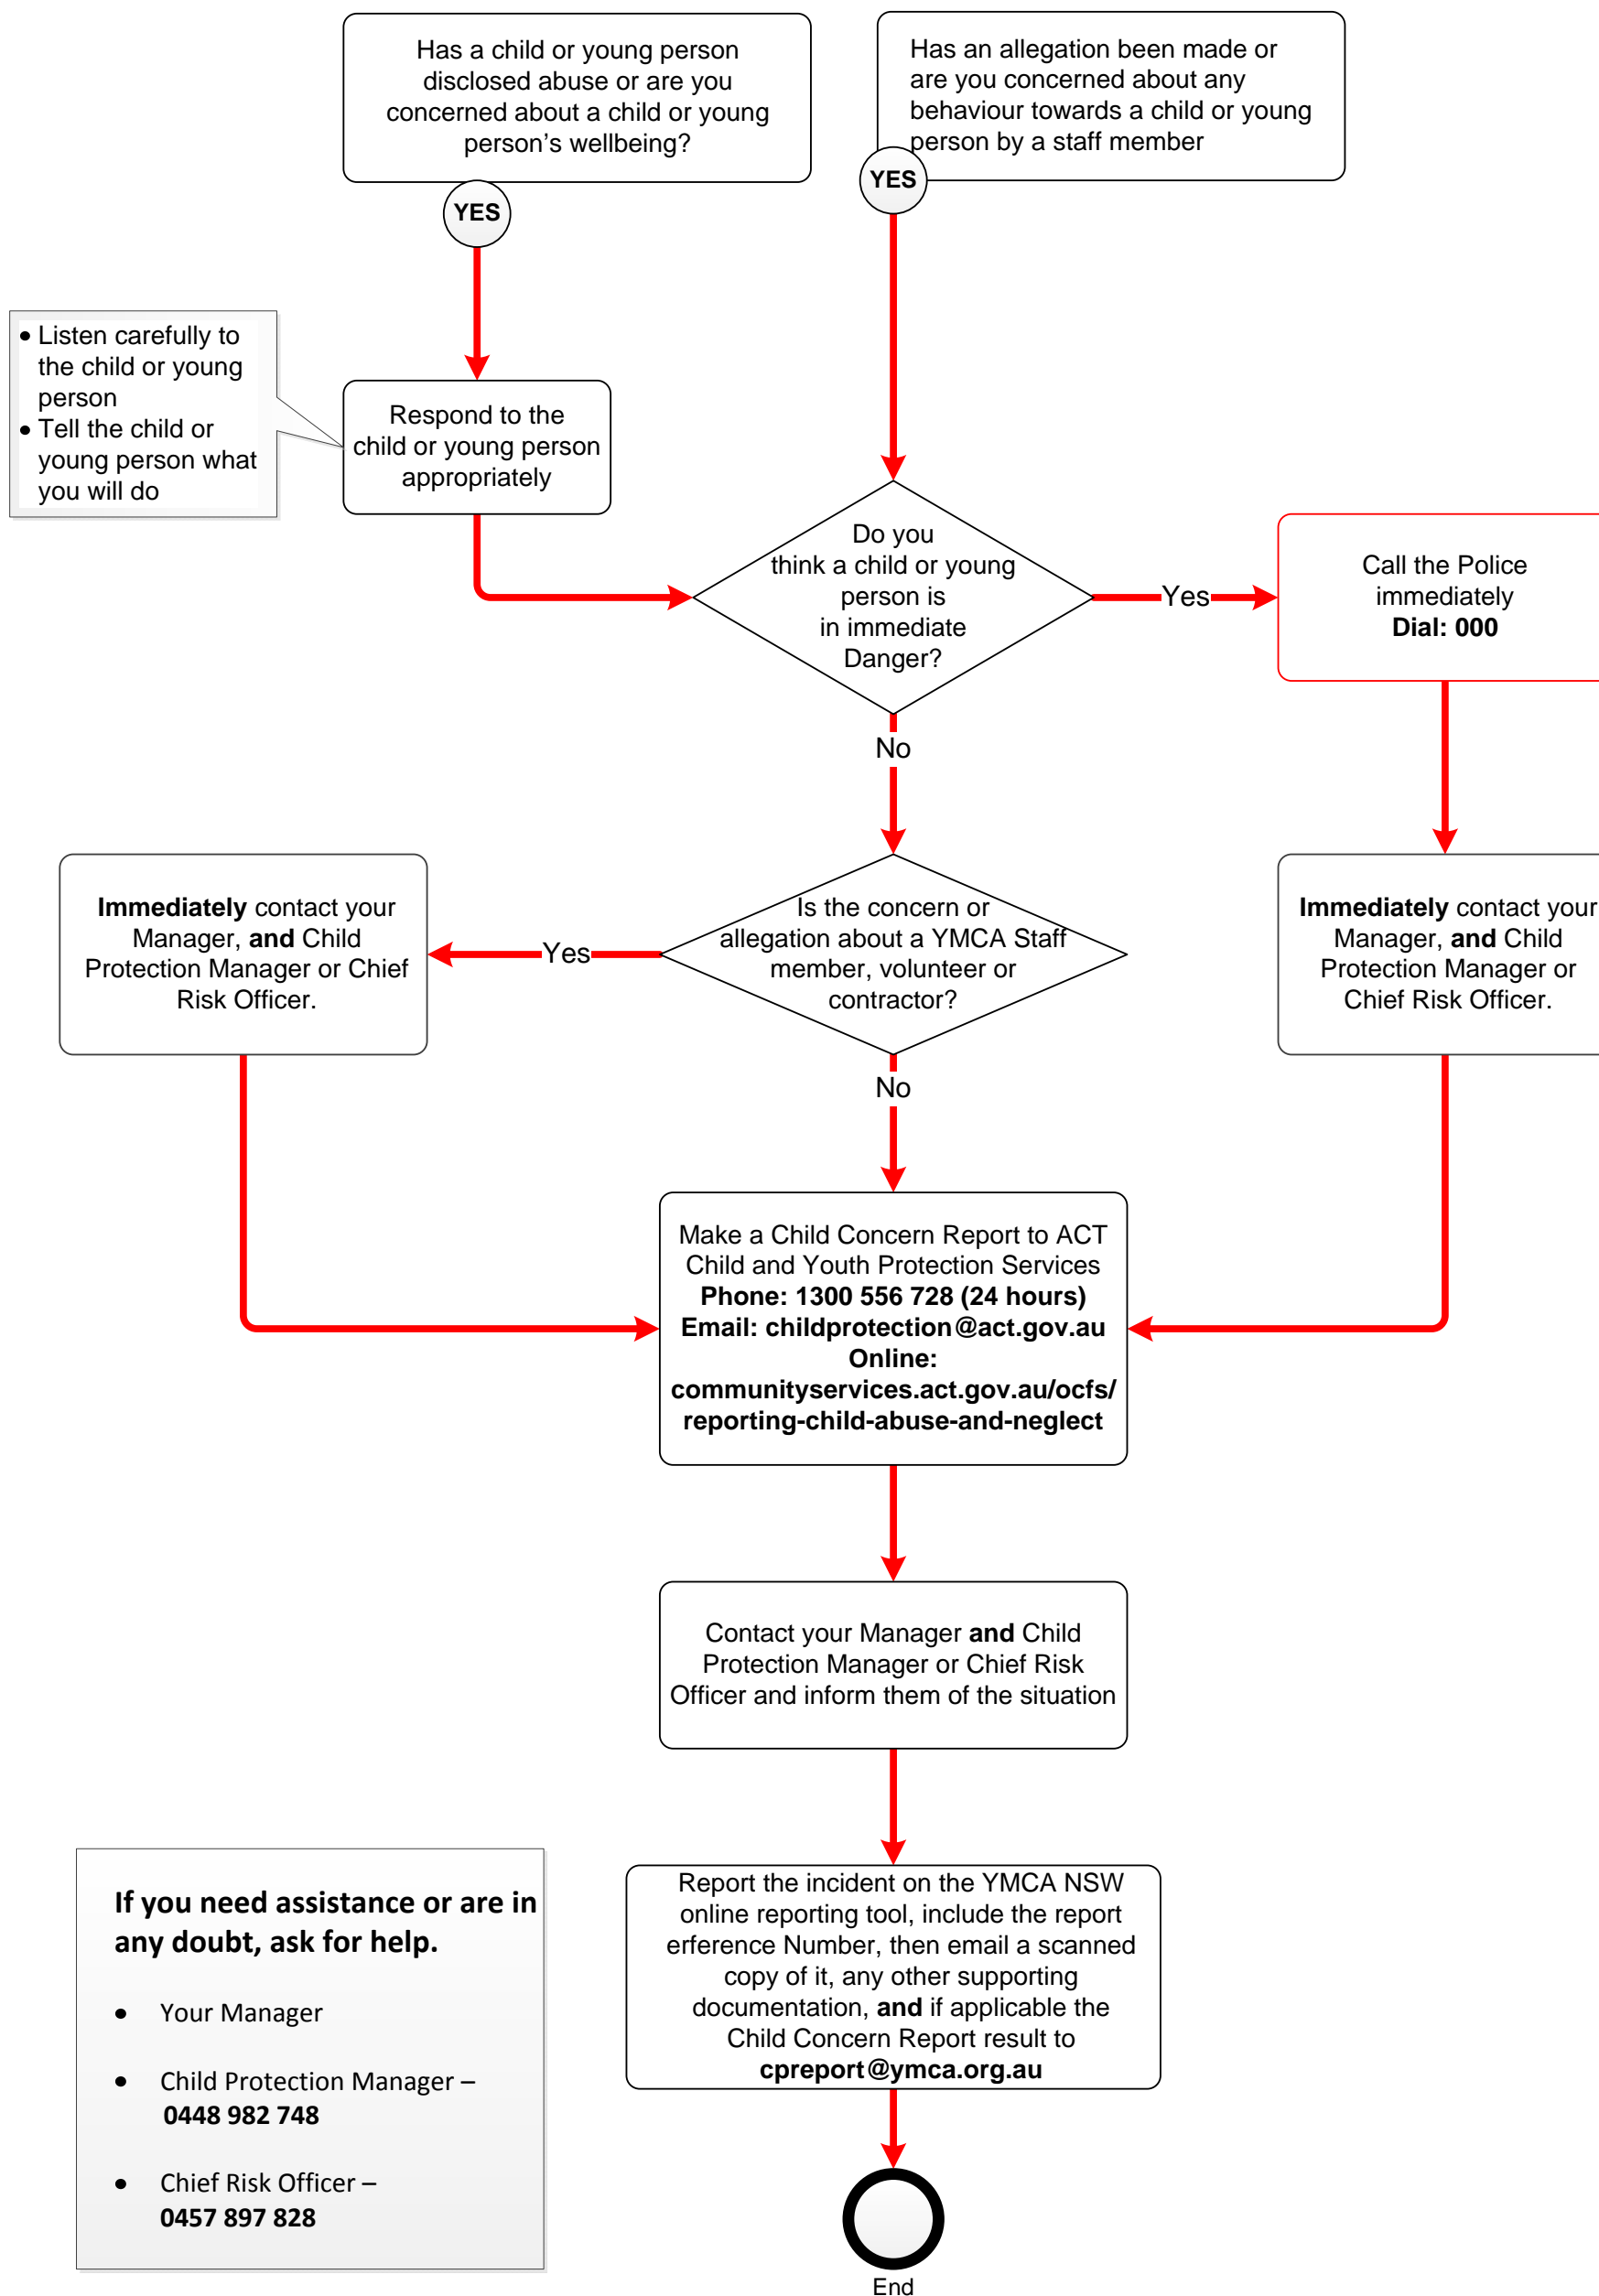 Has a child or young person
disclosed abuse or are you
concerned about a child or young
person’s wellbeing?
YES
Has an allegation been made or
are you concerned about any
behaviour towards a child or young
person by a staff member
YES
• Listen carefully to
the child or young
person
• Tell the child or
young person what
you will do
Respond to the
child or young person
appropriately
Do you
think a child or young
person is
in immediate
Danger?
Yes
Call the Police
immediately
Dial: 000
No
Immediately contact your
Manager, and Child
Protection Manager or Chief
Risk Officer.
Yes
Is the concern or
allegation about a YMCA Staff
member, volunteer or
contractor?
Immediately contact your
Manager, and Child
Protection Manager or
Chief Risk Officer.
No
Make a Child Concern Report to ACT
Child and Youth Protection Services
Phone: 1300 556 728 (24 hours)
Email: childprotection@act.gov.au
Online:
communityservices.act.gov.au/ocfs/
reporting-child-abuse-and-neglect
Contact your Manager and Child
Protection Manager or Chief Risk
Officer and inform them of the situation
Report the incident on the YMCA NSW
online reporting tool, include the report
erference Number, then email a scanned
copy of it, any other supporting
documentation, and if applicable the
Child Concern Report result to
cpreport@ymca.org.au
If you need assistance or are in
any doubt, ask for help.
• Your Manager
• Child Protection Manager –
0448 982 748
• Chief Risk Officer –
0457 897 828
End